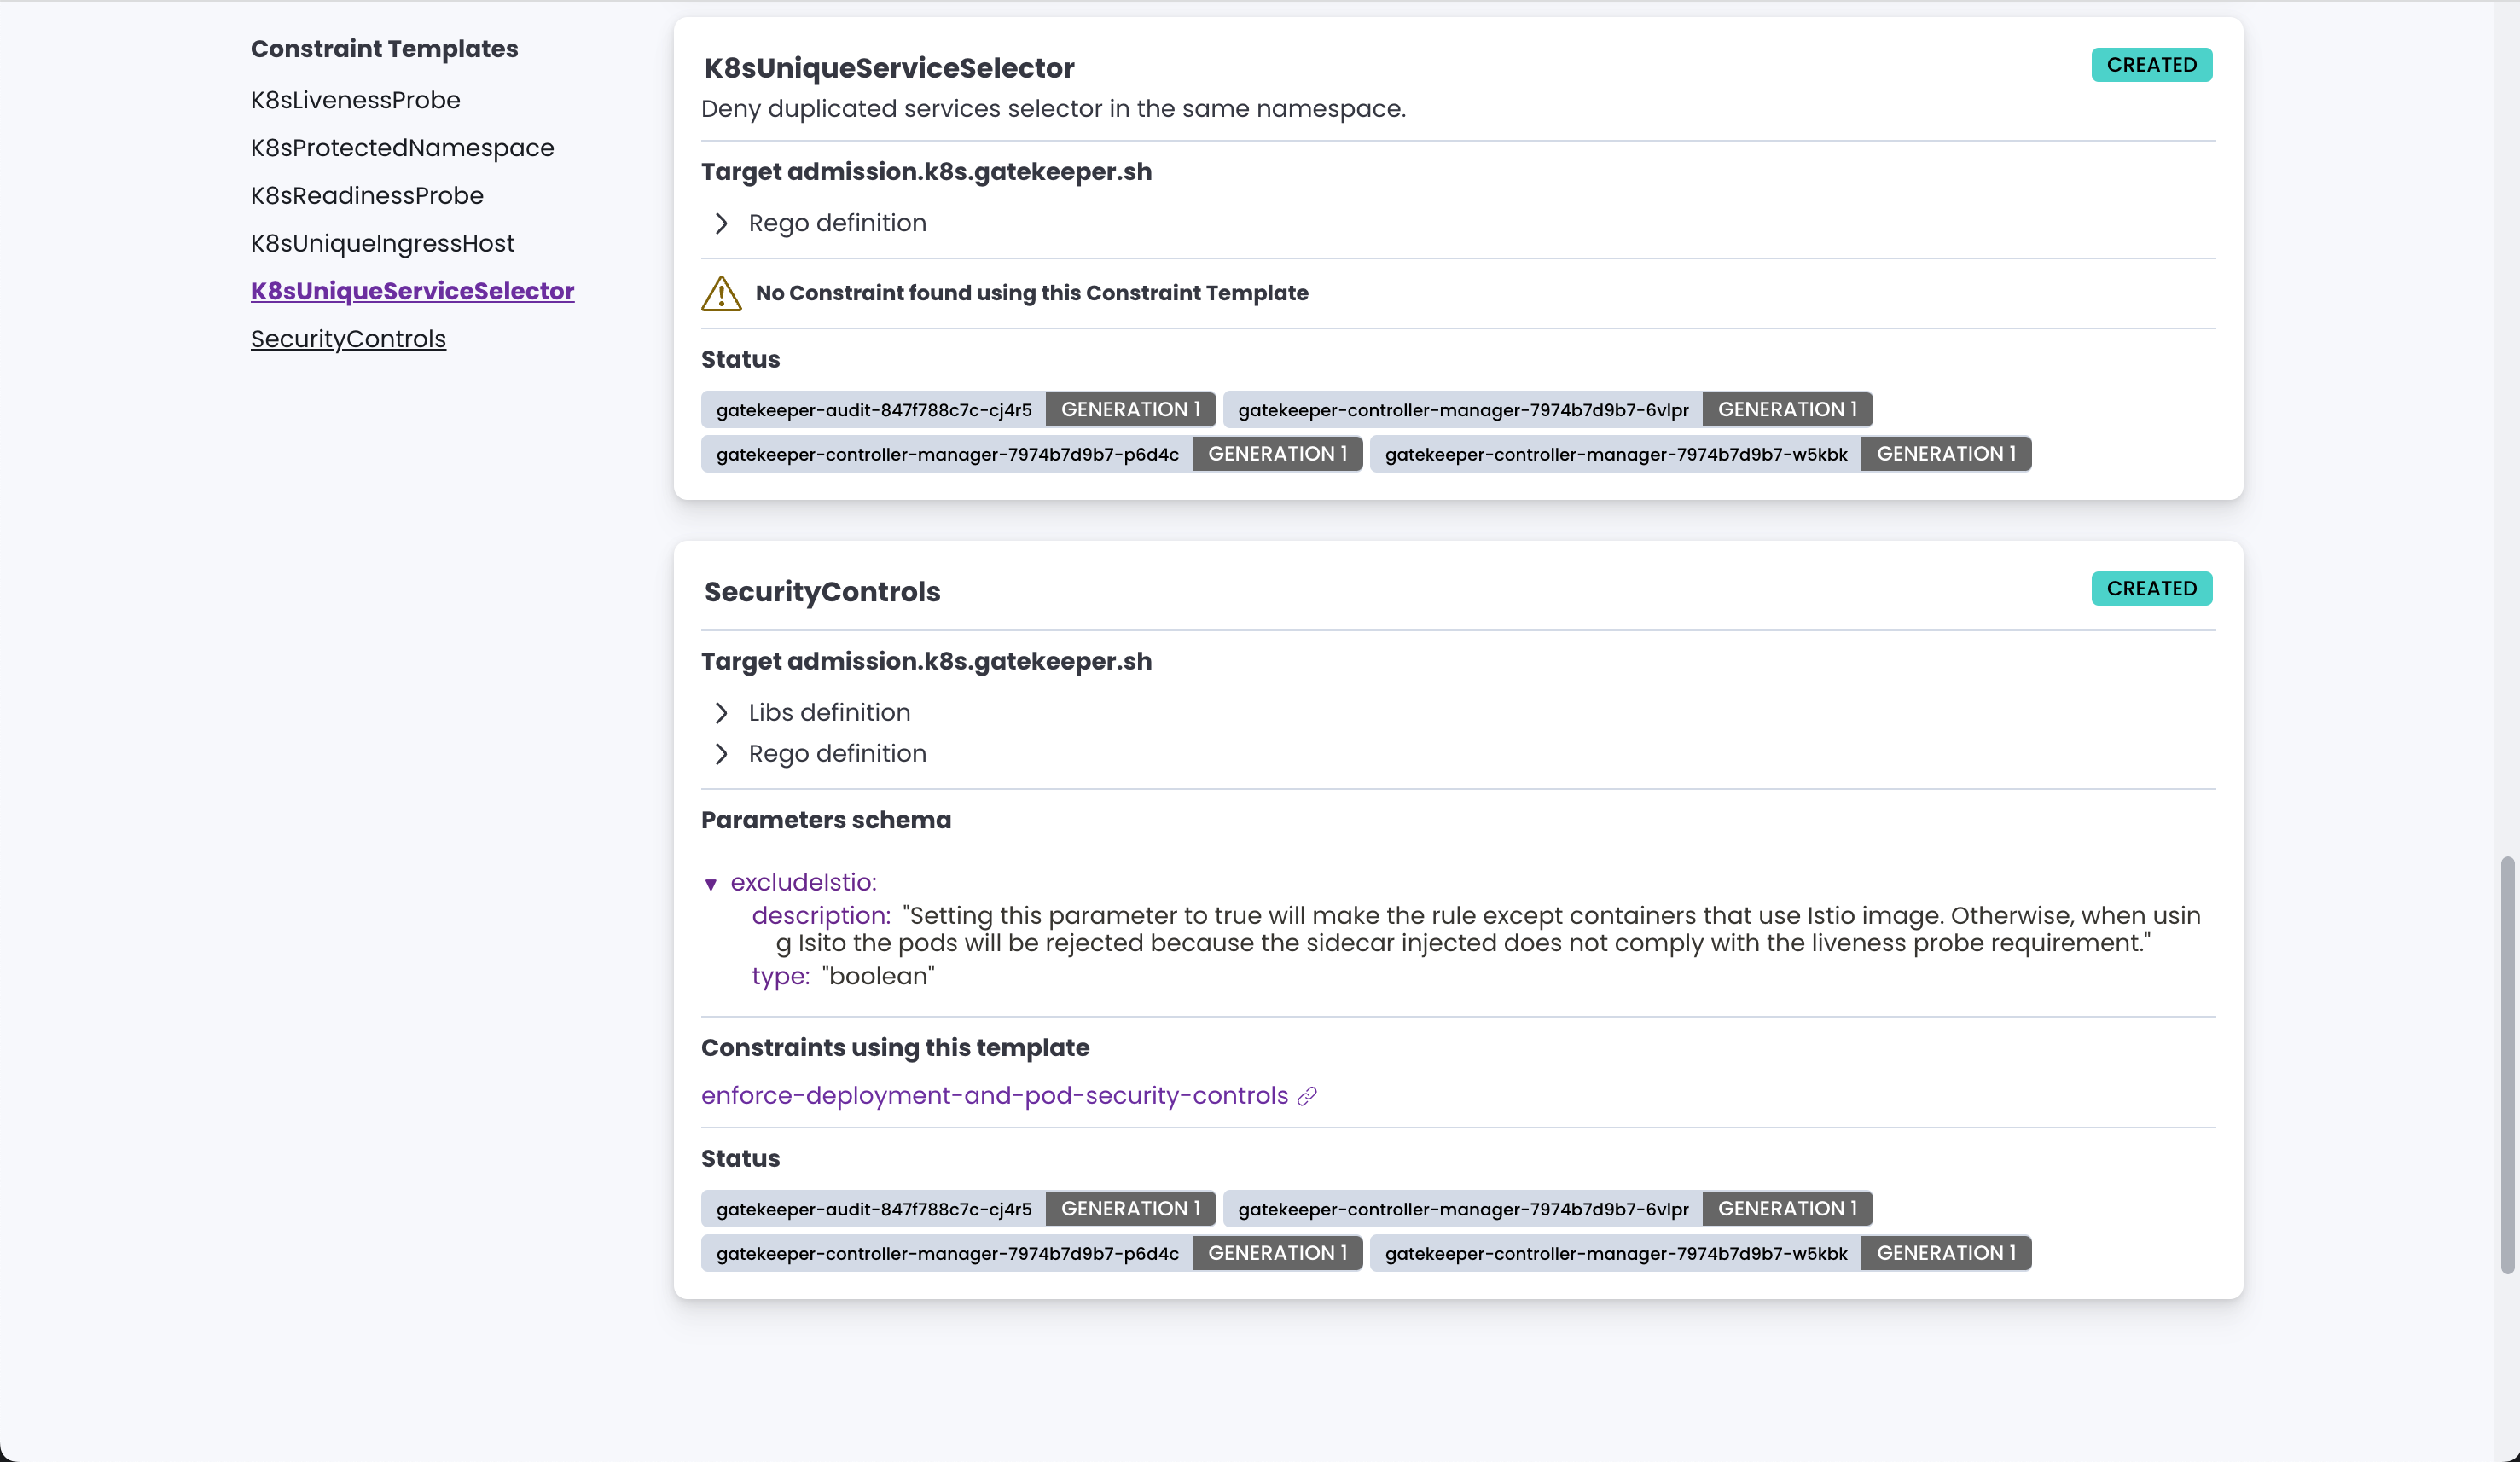 Constraint Templates
K8sLivenessProbe
K8sProtectedNamespace
K8sReadinessProbe
K8sUniqueIngressHost
K8sUniqueServiceSelector
SecurityControls
K8sUniqueServiceSelector
CREATED
Deny duplicated services selector in the same namespace.
Target admission.k8s.gatekeeper.sh
Rego definition
No Constraint found using this Constraint Template
Status
gatekeeper-audit-847f788c7c-cj4r5 GENERATION 1 gatekeeper-controller-manager-7974b7d9b7-6vlpr GENERATION 1
gatekeeper-controller-manager-7974b7d9b7-p6d4c GENERATION 1 gatekeeper-controller-manager-7974b7d9b7-w5kbk GENERATION 1
SecurityControls
CREATED
Target admission.k8s.gatekeeper.sh
Libs definition
Rego definition
Parameters schema
excludeIstio:
description: "Setting this parameter to true will make the rule except containers that use Istio image. Otherwise, when usin
g Isito the pods will be rejected because the sidecar injected does not comply with the liveness probe requirement."
type: "boolean"
Constraints using this template
enforce-deployment-and-pod-security-controls
Status
gatekeeper-audit-847f788c7c-cj4r5 GENERATION 1 gatekeeper-controller-manager-7974b7d9b7-6vlpr GENERATION 1
gatekeeper-controller-manager-7974b7d9b7-p6d4c GENERATION 1 gatekeeper-controller-manager-7974b7d9b7-w5kbk GENERATION 1